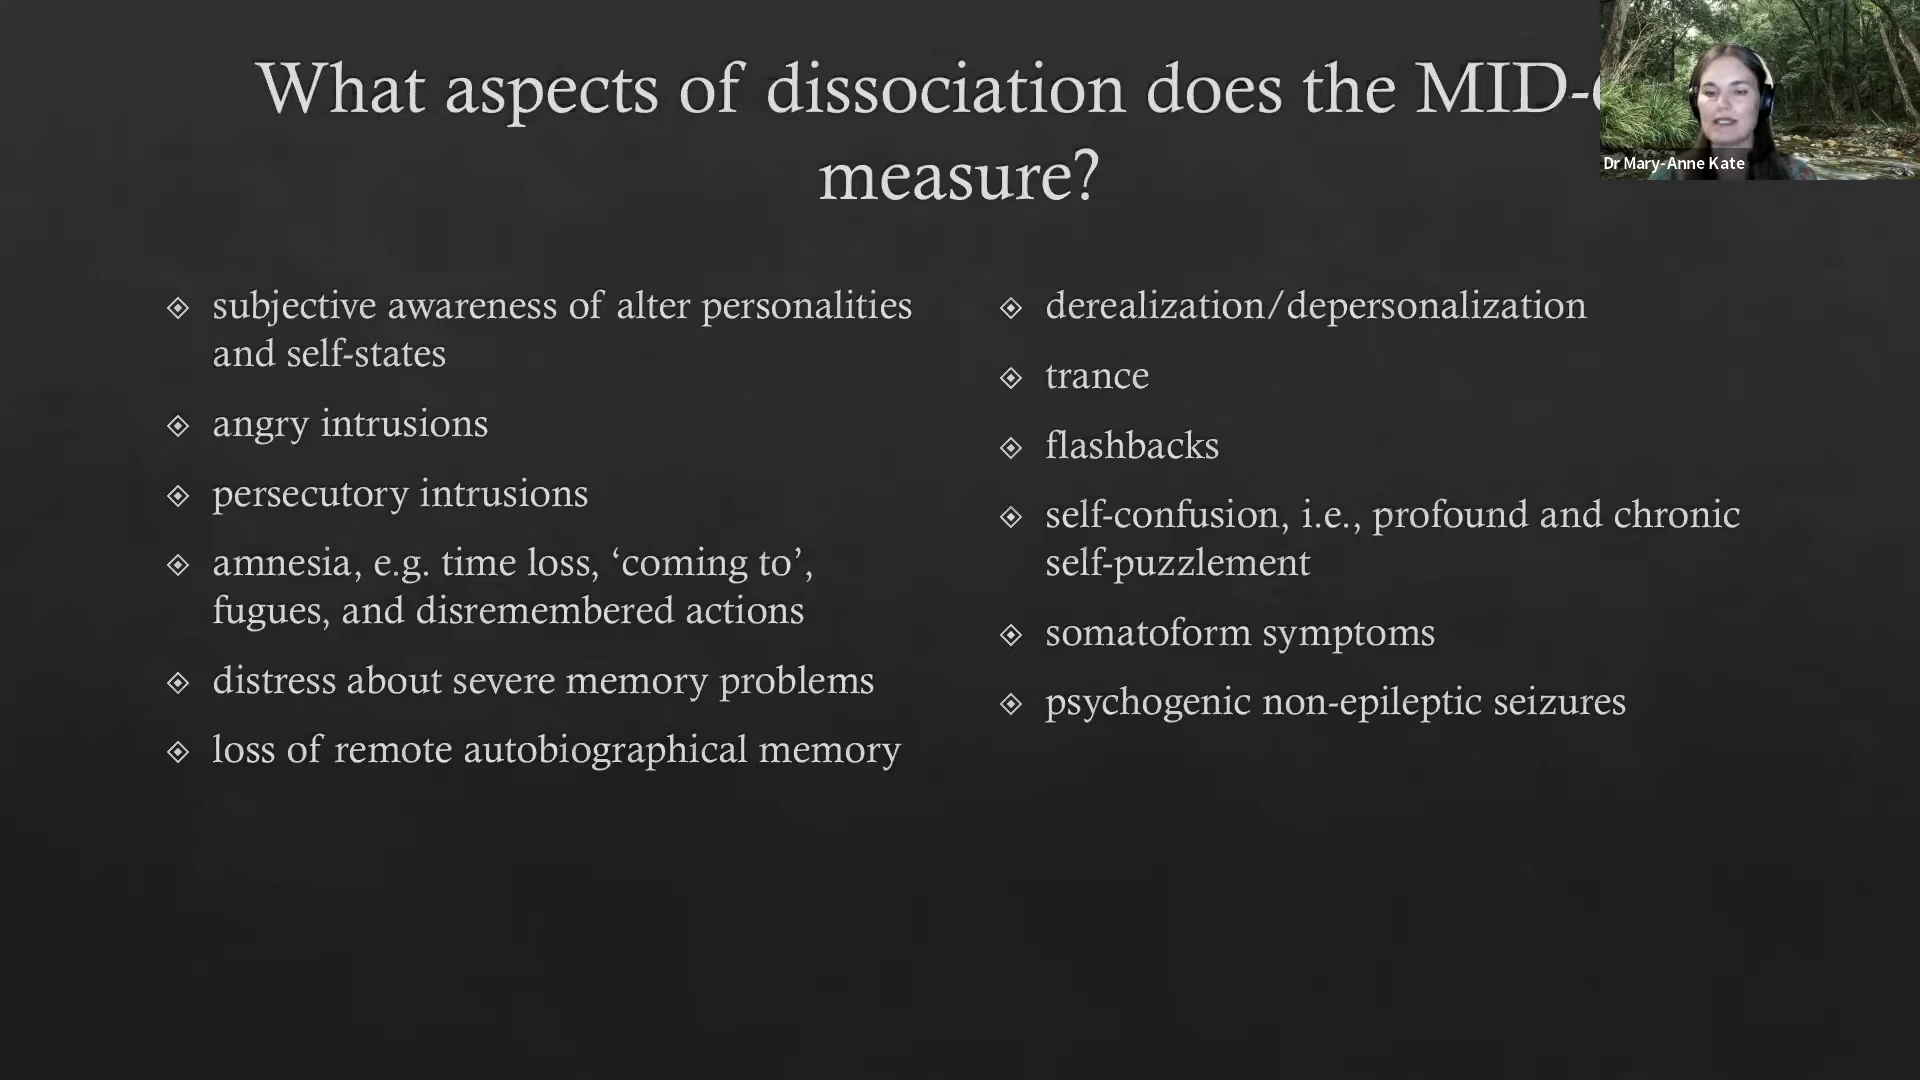 What aspects of dissociation does the MID-
measure?
Dr Mary-Anne Kate
subjective awareness of alter personalities
and self-states
angry intrusions
persecutory intrusions
amnesia, e.g. time loss, ‘coming to’,
fugues, and disremembered actions
distress about severe memory problems
loss of remote autobiographical memory
derealization/depersonalization
trance
flashbacks
self-confusion, i.e., profound and chronic
self-puzzlement
somatoform symptoms
psychogenic non-epileptic seizures